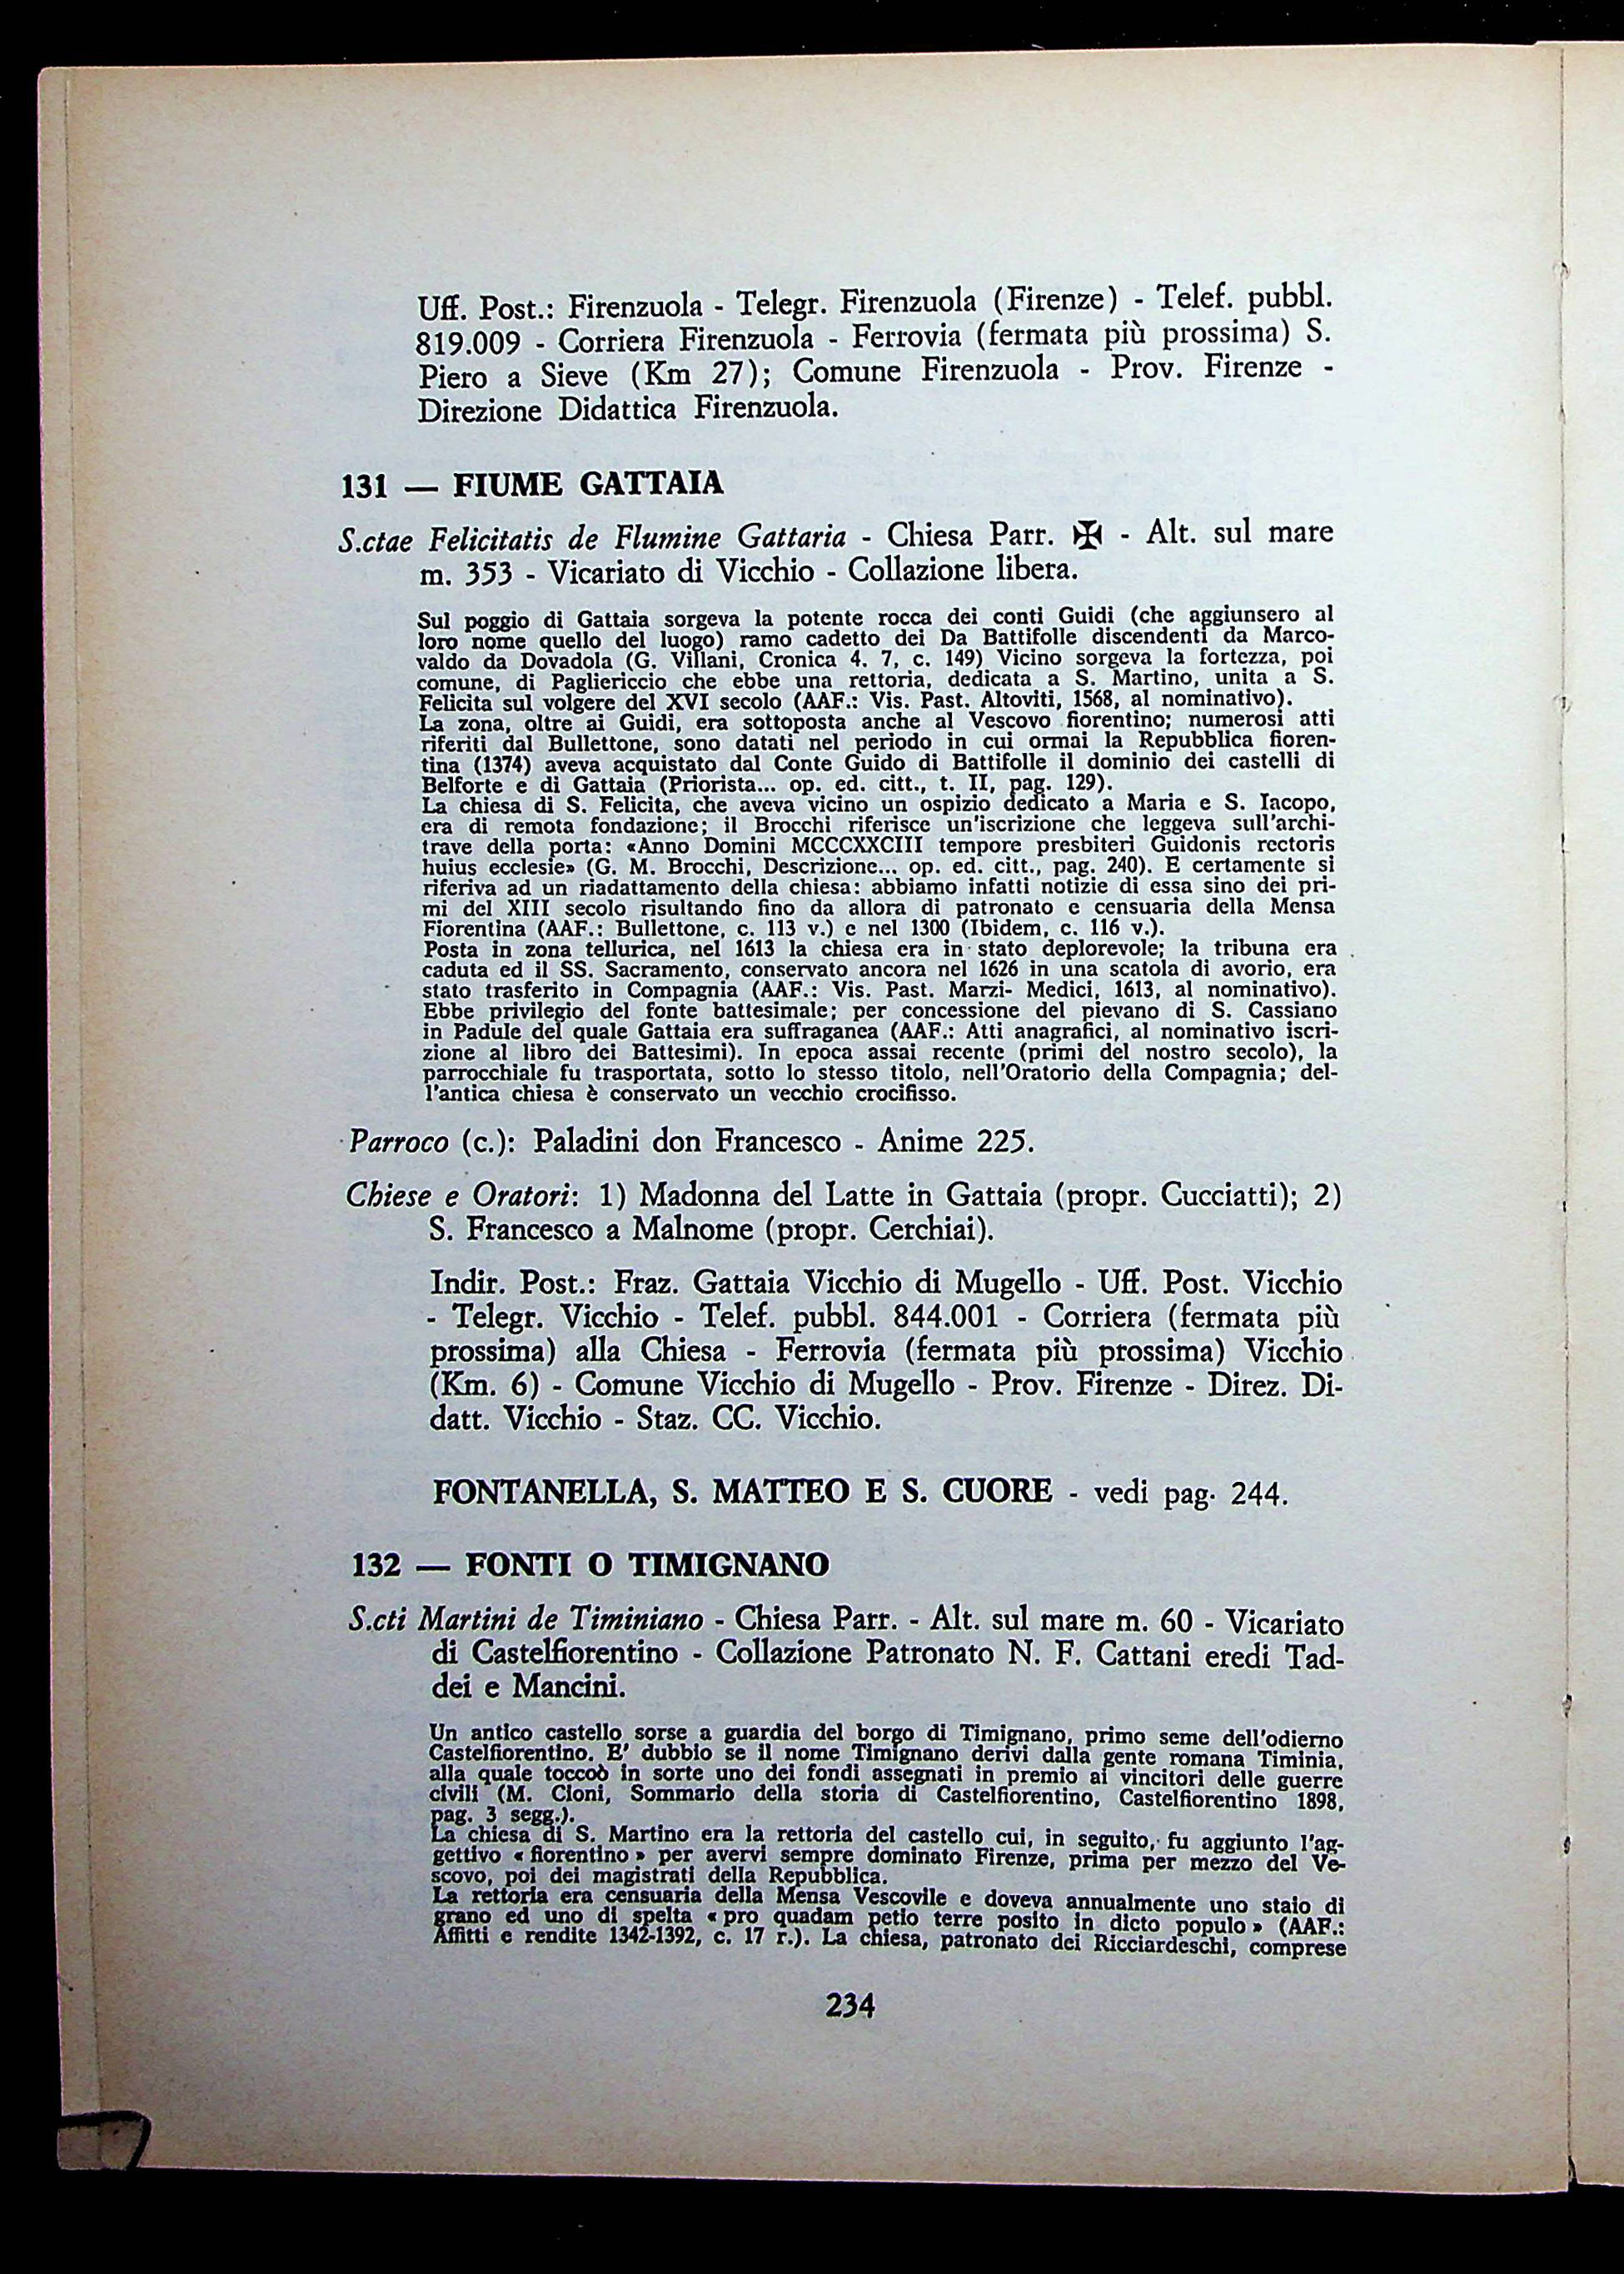 Uff. Post.: Firenzuola - Telegr. Firenzuola (Firenze) - Telef. pubbl.
819.009 - Corriera Firenzuola - Ferrovia (fermata più prossima) S.
Piero a Sieve (Km 27); Comune Firenzuola - Prov. Firenze -
Direzione Didattica Firenzuola.
131 — FIUME GATTAIA
S.ctae Felicitatis de Flumine Gattaria - Chiesa Parr. ✠ - Alt. sul mare
m. 353 - Vicariato di Vicchio - Collazione libera.
Sul poggio di Gattaia sorgeva la potente rocca dei conti Guidi (che aggiunsero al
loro nome quello del luogo) ramo cadetto dei Da Battifolle discendenti da Marco-
valdo da Dovadola (G. Villani, Cronica 4. 7, c. 149) Vicino sorgeva la fortezza, poi
comune, di Pagliericcio che ebbe una rettoria, dedicata a S. Martino, unita a S.
Felicita sul volgere del XVI secolo (AAF.: Vis. Past. Altoviti, 1568, al nominativo).
La zona, oltre ai Guidi, era sottoposta anche al Vescovo fiorentino; numerosi atti
riferiti dal Bullettone, sono datati nel periodo in cui ormai la Repubblica fioren-
tina (1374) aveva acquistato dal Conte Guido di Battifolle il dominio dei castelli di
Belforte e di Gattaia (Priorista... op. ed. citt., t. II, pag. 129).
La chiesa di S. Felicita, che aveva vicino un ospizio dedicato a Maria e S. Iacopo,
era di remota fondazione; il Brocchi riferisce un'iscrizione che leggeva sull'archi-
trave della porta: «Anno Domini MCCCXXCIII tempore presbiteri Guidonis rectoris
huius ecclesie» (G. M. Brocchi, Descrizione... op. ed. citt., pag. 240). E certamente si
riferiva ad un riadattamento della chiesa: abbiamo infatti notizie di essa sino dei pri-
mi del XIII secolo risultando fino da allora di patronato e censuaria della Mensa
Fiorentina (AAF.: Bullettone, c. 113 v.) e nel 1300 (Ibidem, c. 116 v.).
Posta in zona tellurica, nel 1613 la chiesa era in stato deplorevole; la tribuna era
caduta ed il SS. Sacramento, conservato ancora nel 1626 in una scatola di avorio, era
stato trasferito in Compagnia (AAF.: Vis. Past. Marzi- Medici, 1613, al nominativo).
Ebbe privilegio del fonte battesimale; per concessione del pievano di S. Cassiano
in Padule del quale Gattaia era suffraganea (AAF.: Atti anagrafici, al nominativo iscri-
zione al libro dei Battesimi). In epoca assai recente (primi del nostro secolo), la
parrocchiale fu trasportata, sotto lo stesso titolo, nell'Oratorio della Compagnia; del-
l'antica chiesa è conservato un vecchio crocifisso.
Parroco (c.): Paladini don Francesco - Anime 225.
Chiese e Oratori: 1) Madonna del Latte in Gattaia (propr. Cucciatti); 2)
S. Francesco a Malnome (propr. Cerchiai).
Indir. Post.: Fraz. Gattaia Vicchio di Mugello - Uff. Post. Vicchio
- Telegr. Vicchio - Telef. pubbl. 844.001 - Corriera (fermata più
prossima) alla Chiesa - Ferrovia (fermata più prossima) Vicchio
(Km. 6) - Comune Vicchio di Mugello - Prov. Firenze - Direz. Di-
datt. Vicchio - Staz. CC. Vicchio.
FONTANELLA, S. MATTEO E S. CUORE - vedi pag. 244.
132 — FONTI O TIMIGNANO
S.cti Martini de Timiniano - Chiesa Parr. - Alt. sul mare m. 60 - Vicariato
di Castelfiorentino - Collazione Patronato N. F. Cattani eredi Tad-
dei e Mancini.
Un antico castello sorse a guardia del borgo di Timignano, primo seme dell'odierno
Castelfiorentino. E' dubbio se il nome Timignano derivi dalla gente romana Timinia,
alla quale toccoò in sorte uno dei fondi assegnati in premio ai vincitori delle guerre
civili (M. Cioni, Sommario della storia di Castelfiorentino, Castelfiorentino 1898,
pag. 3 segg.).
La chiesa di S. Martino era la rettoria del castello cui, in seguito, fu aggiunto l'ag-
gettivo « fiorentino » per avervi sempre dominato Firenze, prima per mezzo del Ve-
scovo, poi dei magistrati della Repubblica.
La rettoria era censuaria della Mensa Vescovile e doveva annualmente uno staio di
grano ed uno di spelta « pro quadam petio terre posito in dicto populo » (AAF.:
Affitti e rendite 1342-1392, c. 17 r.). La chiesa, patronato dei Ricciardeschi, comprese
234